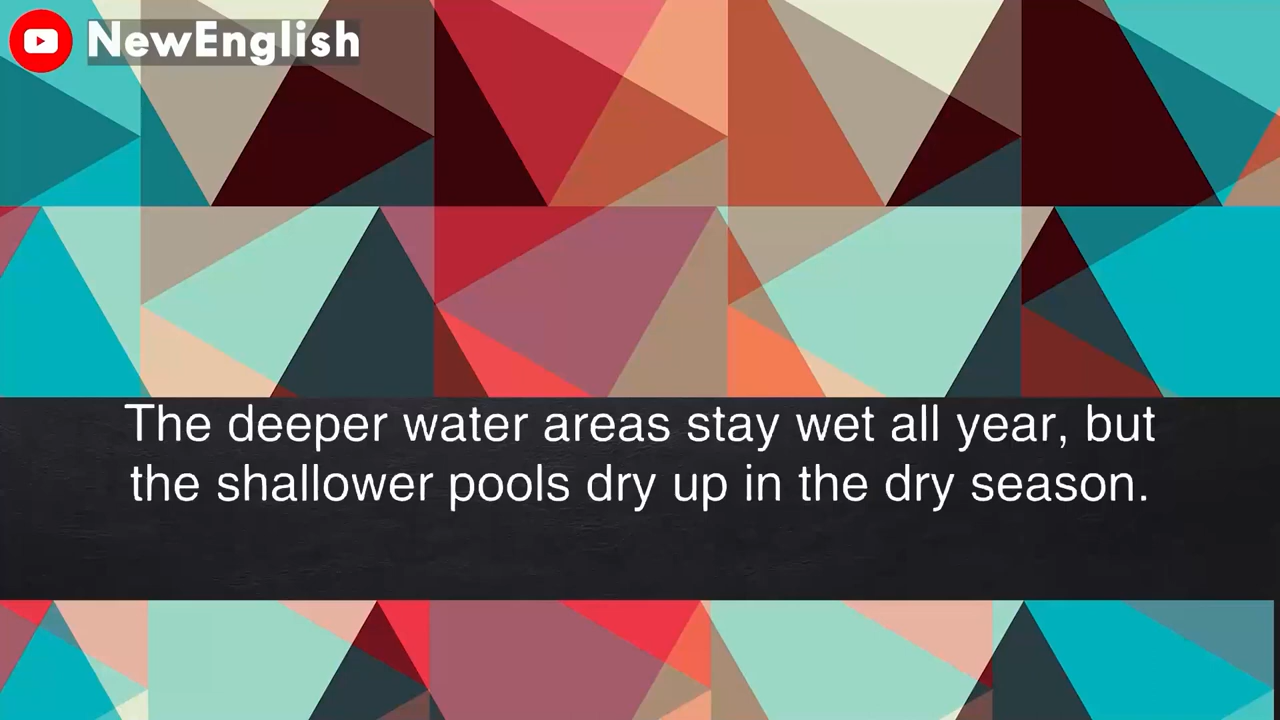 NewEnglish
The deeper water areas stay wet all year, but
the shallower pools dry up in the dry season.